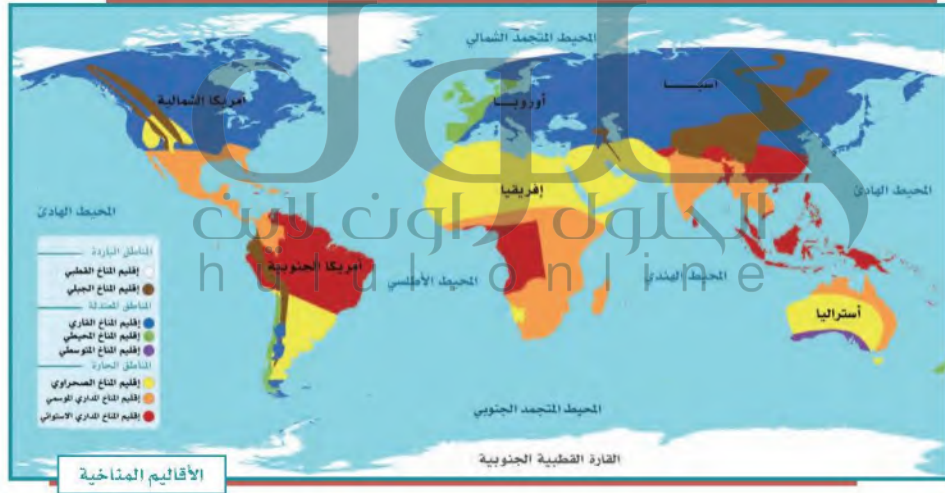 المحيط المتجمد الشمالي
أمريكا الشمالية
أوروبا
آسيا
إفريقيا
المحيط الهادئ
المحيط الهادئ
حلول
الحلول اون لاين
hulul online
أمريكا الجنوبية
المحيط الأطلسي
المحيط الهندي
أستراليا
المناطق الباردة
إقليم المناخ القطبي
إقليم المناخ الجبلي
المناطق المعتدلة
إقليم المناخ القاري
إقليم المناخ المحيطي
إقليم المناخ المتوسطي
المناطق الحارة
إقليم المناخ الصحراوي
إقليم المناخ المداري الموسمي
إقليم المناخ المداري الاستوائي
المحيط المتجمد الجنوبي
القارة القطبية الجنوبية
الأقاليم المناخية